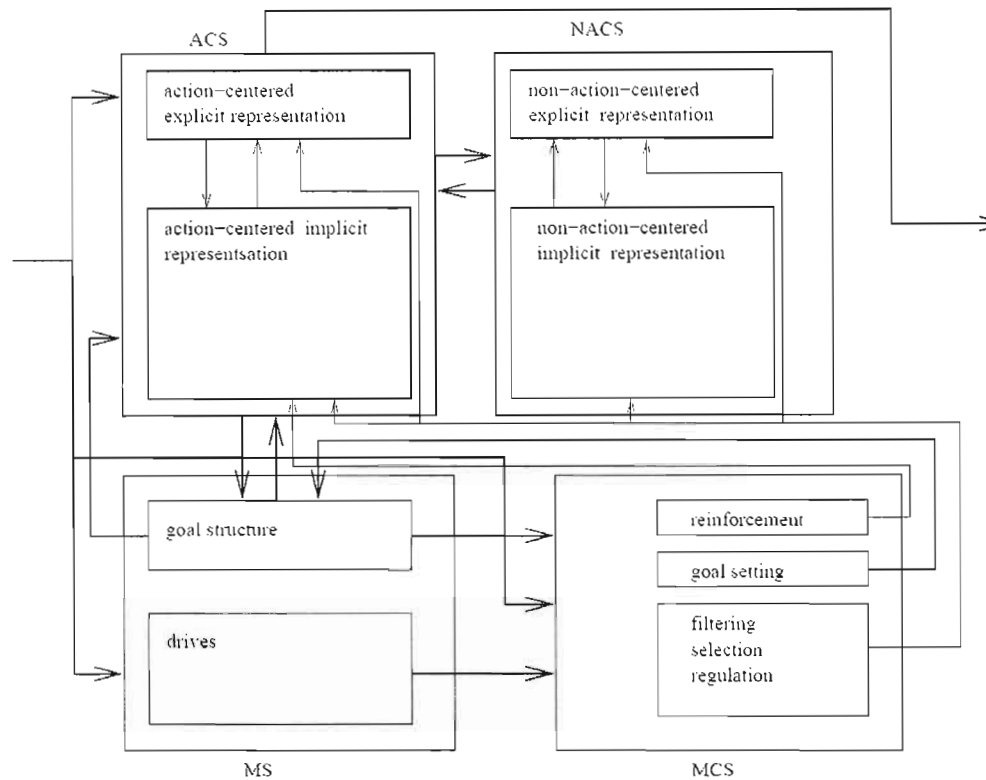 ACS
NACS
action-centered
explicit representation
non-action-centered
explicit representation
action-centered implicit
representsation
non-action-centered
implicit representation
goal structure
drives
reinforcement
goal setting
filtering
selection
regulation
MS
MCS